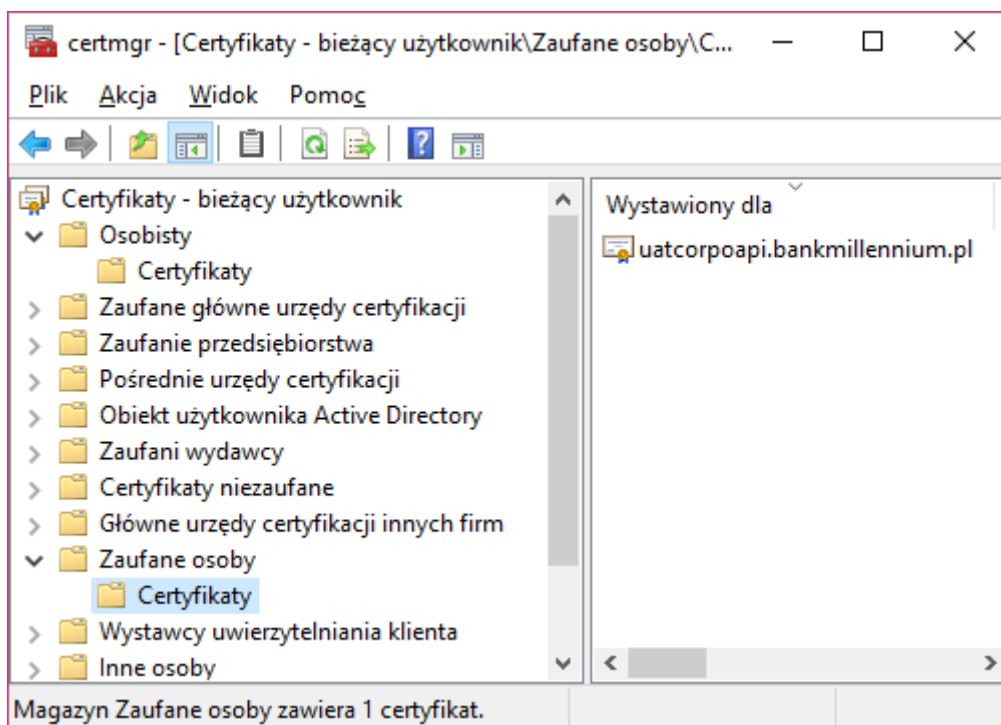 certmgr - [Certyfikaty - bieżący użytkownik\Zaufane osoby\C...
Plik Akcja Widok Pomoc
Certyfikaty - bieżący użytkownik
Osobisty
Certyfikaty
Zaufane główne urzędy certyfikacji
Zaufanie przedsiębiorstwa
Pośrednie urzędy certyfikacji
Obiekt użytkownika Active Directory
Zaufani wydawcy
Certyfikaty niezaufane
Główne urzędy certyfikacji innych firm
Zaufane osoby
Certyfikaty
Wystawcy uwierzytelniania klienta
Inne osoby
Wystawiony dla
uatcorpoapi.bankmillennium.pl
Magazyn Zaufane osoby zawiera 1 certyfikat.